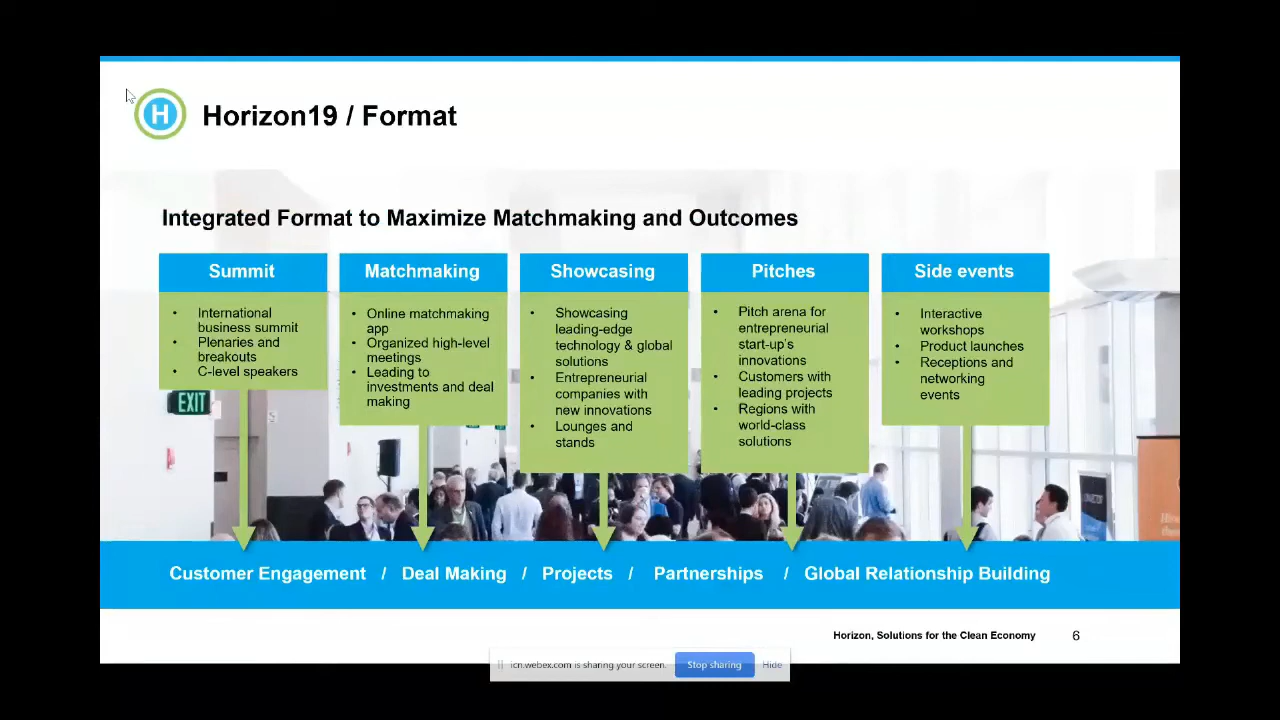 H
Horizon19 / Format
Integrated Format to Maximize Matchmaking and Outcomes
Summit
• International
business summit
• Plenaries and
breakouts
• C-level speakers
Matchmaking
• Online matchmaking
app
• Organized high-level
meetings
• Leading to
investments and deal
making
Showcasing
• Showcasing
leading-edge
technology & global
solutions
• Entrepreneurial
companies with
new innovations
• Lounges and
stands
Pitches
• Pitch arena for
entrepreneurial
start-up's
innovations
• Customers with
leading projects
• Regions with
world-class
solutions
Side events
• Interactive
workshops
• Product launches
• Receptions and
networking
events
EXIT
Customer Engagement / Deal Making / Projects / Partnerships / Global Relationship Building
Horizon, Solutions for the Clean Economy 6
icn.webex.com is sharing your screen. Stop sharing Hide